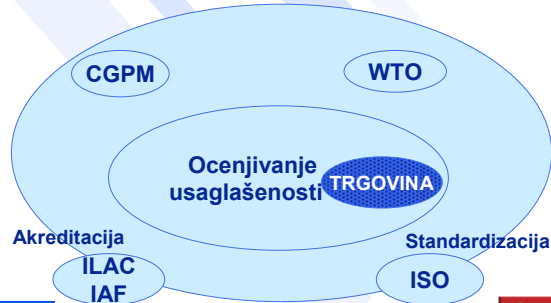 CGPM
WTO
Ocenjivanje
usaglašenosti
TRGOVINA
Akreditacija
Standardizacija
ILAC
IAF
ISO